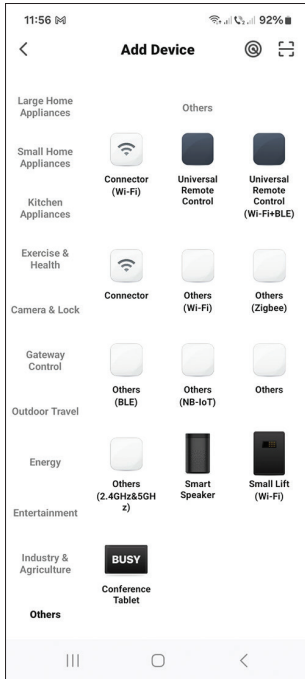 11:56
92%
Add Device
Large Home
Appliances
Small Home
Appliances
Kitchen
Appliances
Exercise &
Health
Camera & Lock
Gateway
Control
Outdoor Travel
Energy
Entertainment
Industry &
Agriculture
Others
Others
Connector
(Wi-Fi)
Universal
Remote
Control
Universal
Remote
Control
(Wi-Fi+BLE)
Connector
Others
(Wi-Fi)
Others
(Zigbee)
Others
(BLE)
Others
(NB-IoT)
Others
Others
(2.4GHz&5GH
z)
Smart
Speaker
Small Lift
(Wi-Fi)
BUSY
Conference
Tablet